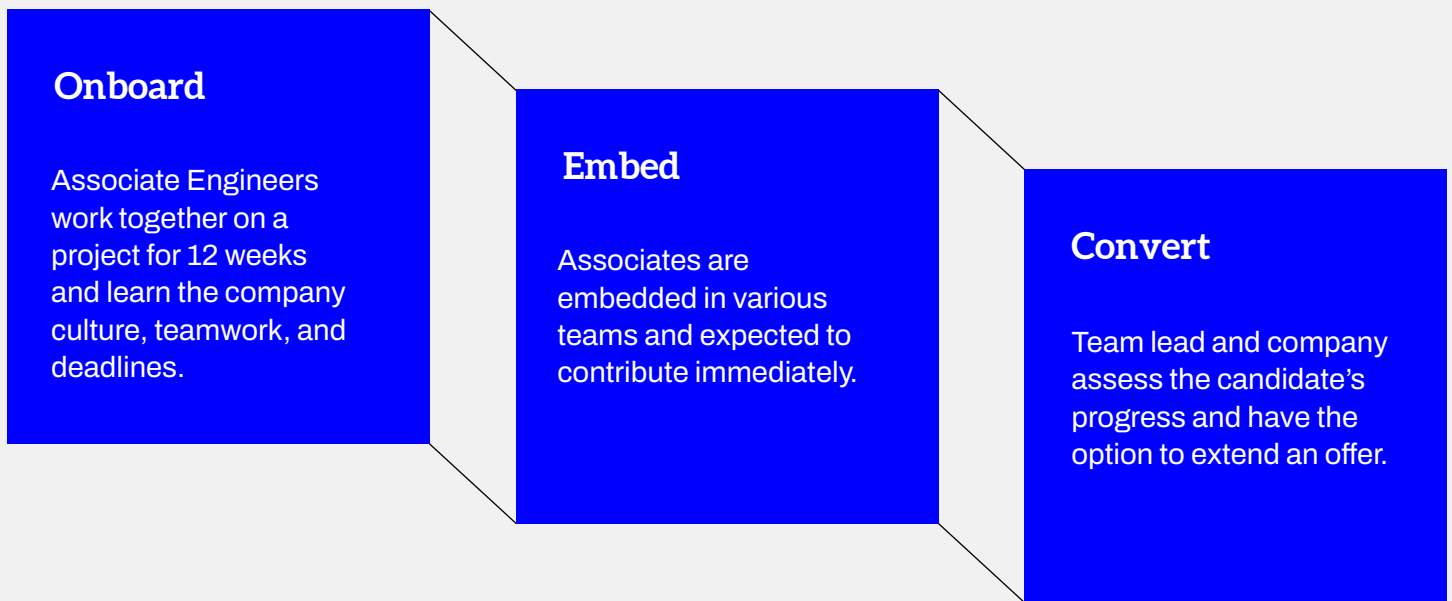 Onboard
Associate Engineers
work together on a
project for 12 weeks
and learn the company
culture, teamwork, and
deadlines.
Embed
Associates are
embedded in various
teams and expected to
contribute immediately.
Convert
Team lead and company
assess the candidate’s
progress and have the
option to extend an offer.